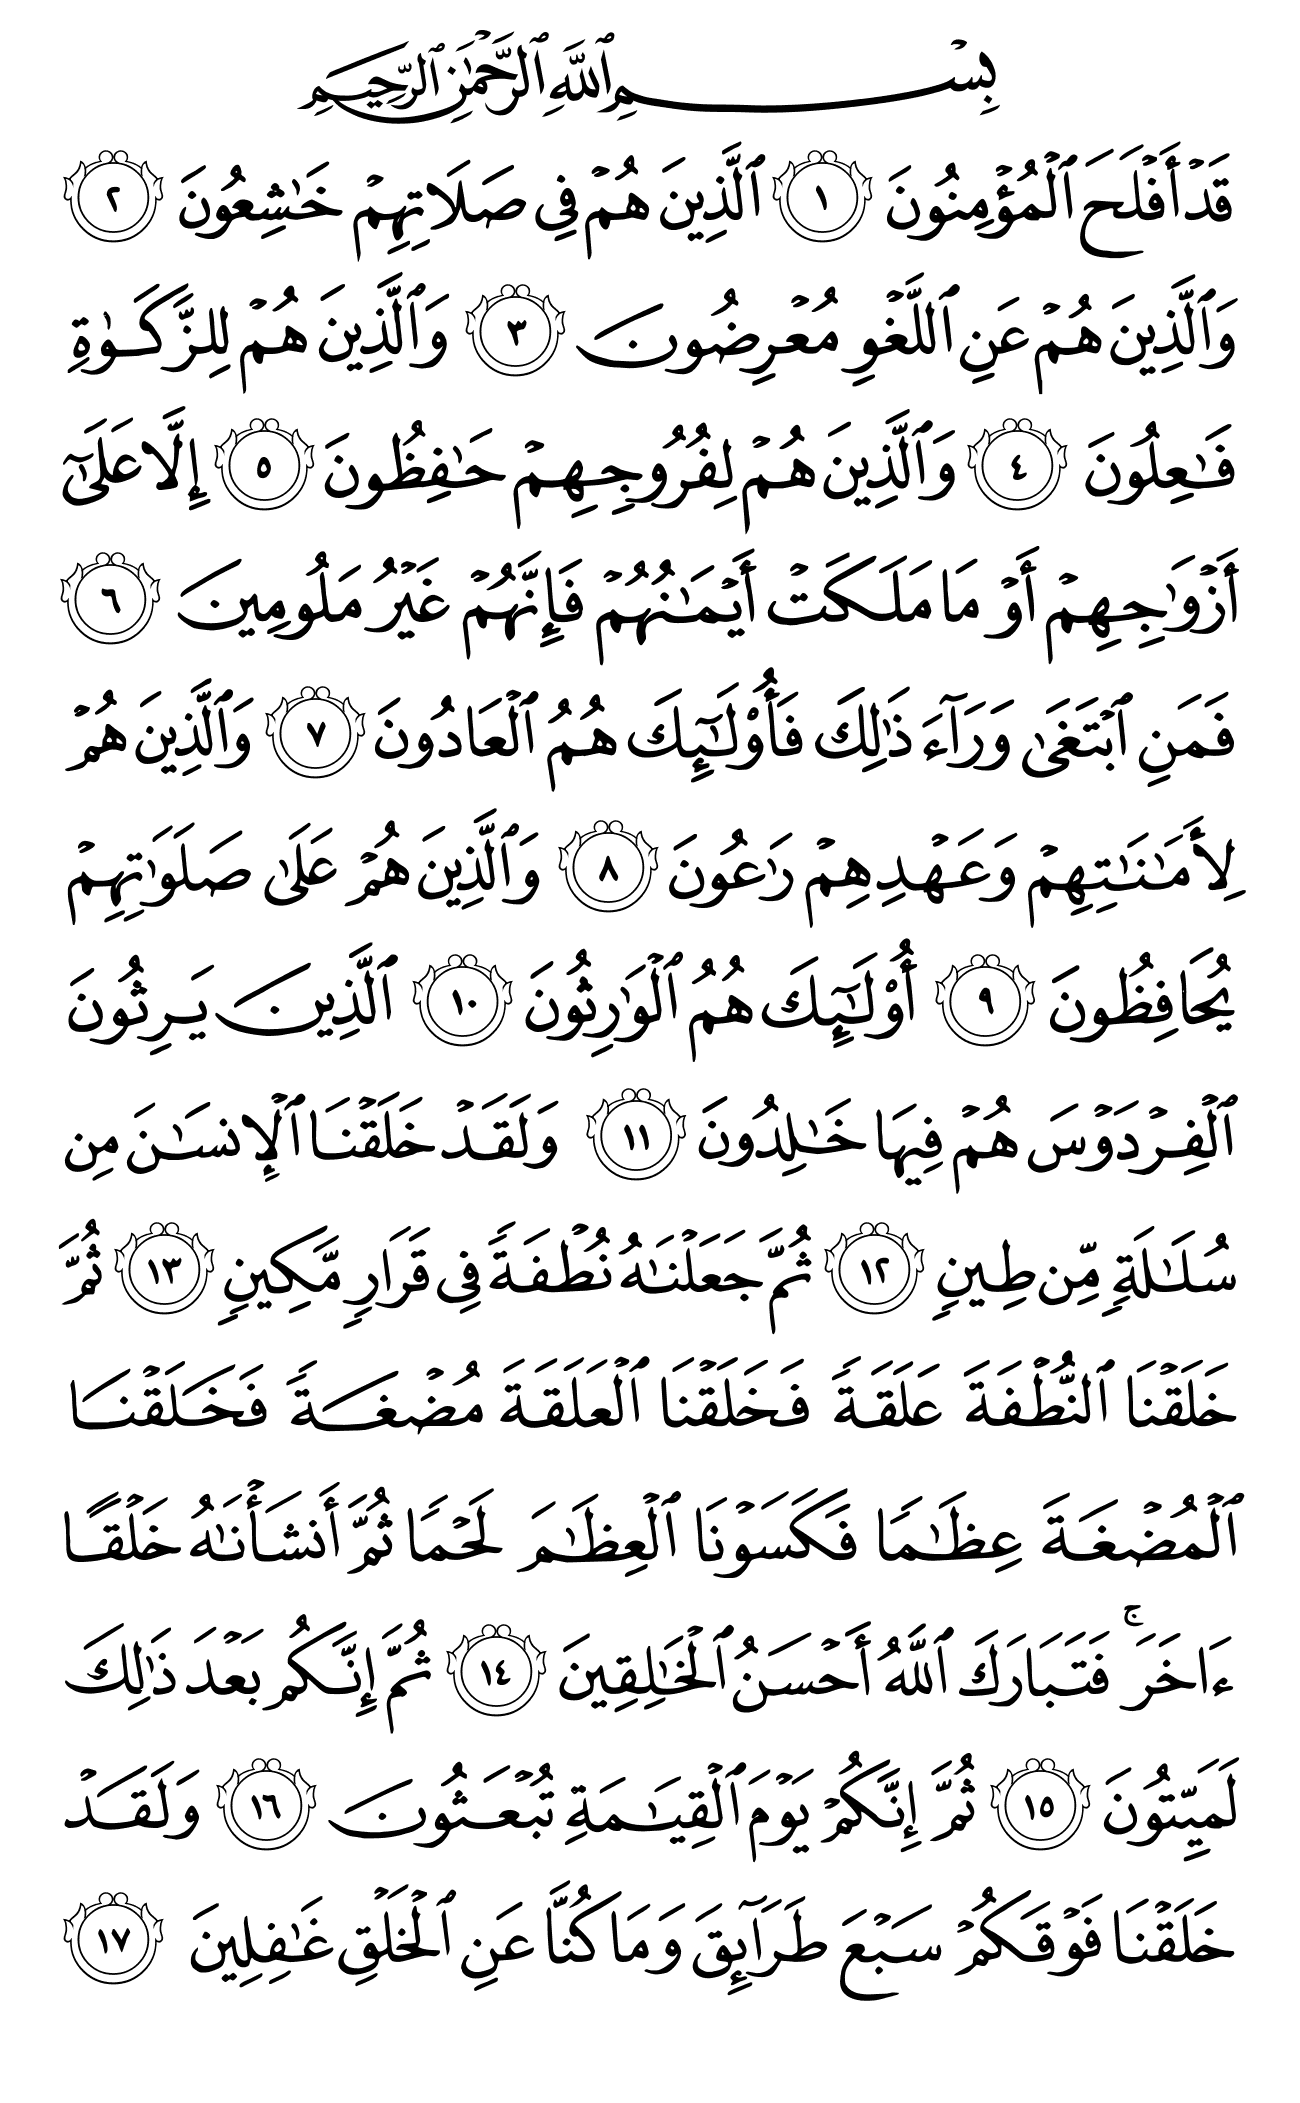 بِسْمِ ٱللَّهِ ٱلرَّحْمَٰنِ ٱلرَّحِيمِ
قَدْ أَفْلَحَ ٱلْمُؤْمِنُونَ ١ ٱلَّذِينَ هُمْ فِى صَلَاتِهِمْ خَٰشِعُونَ ٢
وَٱلَّذِينَ هُمْ عَنِ ٱللَّغْوِ مُعْرِضُونَ ٣ وَٱلَّذِينَ هُمْ لِلزَّكَوٰةِ
فَٰعِلُونَ ٤ وَٱلَّذِينَ هُمْ لِفُرُوجِهِمْ حَٰفِظُونَ ٥ إِلَّا عَلَىٰٓ
أَزْوَٰجِهِمْ أَوْ مَا مَلَكَتْ أَيْمَٰنُهُمْ فَإِنَّهُمْ غَيْرُ مَلُومِينَ ٦
فَمَنِ ٱبْتَغَىٰ وَرَآءَ ذَٰلِكَ فَأُو۟لَٰٓئِكَ هُمُ ٱلْعَادُونَ ٧ وَٱلَّذِينَ هُمْ
لِأَمَٰنَٰتِهِمْ وَعَهْدِهِمْ رَٰعُونَ ٨ وَٱلَّذِينَ هُمْ عَلَىٰ صَلَوَٰتِهِمْ
يُحَافِظُونَ ٩ أُو۟لَٰٓئِكَ هُمُ ٱلْوَٰرِثُونَ ١٠ ٱلَّذِينَ يَرِثُونَ
ٱلْفِرْدَوْسَ هُمْ فِيهَا خَٰلِدُونَ ١١ وَلَقَدْ خَلَقْنَا ٱلْإِنسَٰنَ مِن
سُلَٰلَةٍ مِّن طِينٍ ١٢ ثُمَّ جَعَلْنَٰهُ نُطْفَةً فِى قَرَارٍ مَّكِينٍ ١٣ ثُمَّ
خَلَقْنَا ٱلنُّطْفَةَ عَلَقَةً فَخَلَقْنَا ٱلْعَلَقَةَ مُضْغَةً فَخَلَقْنَا
ٱلْمُضْغَةَ عِظَٰمًا فَكَسَوْنَا ٱلْعِظَٰمَ لَحْمًا ثُمَّ أَنشَأْنَٰهُ خَلْقًا
ءَاخَرَ ۚ فَتَبَارَكَ ٱللَّهُ أَحْسَنُ ٱلْخَٰلِقِينَ ١٤ ثُمَّ إِنَّكُم بَعْدَ ذَٰلِكَ
لَمَيِّتُونَ ١٥ ثُمَّ إِنَّكُمْ يَوْمَ ٱلْقِيَٰمَةِ تُبْعَثُونَ ١٦ وَلَقَدْ
خَلَقْنَا فَوْقَكُمْ سَبْعَ طَرَآئِقَ وَمَا كُنَّا عَنِ ٱلْخَلْقِ غَٰفِلِينَ ١٧